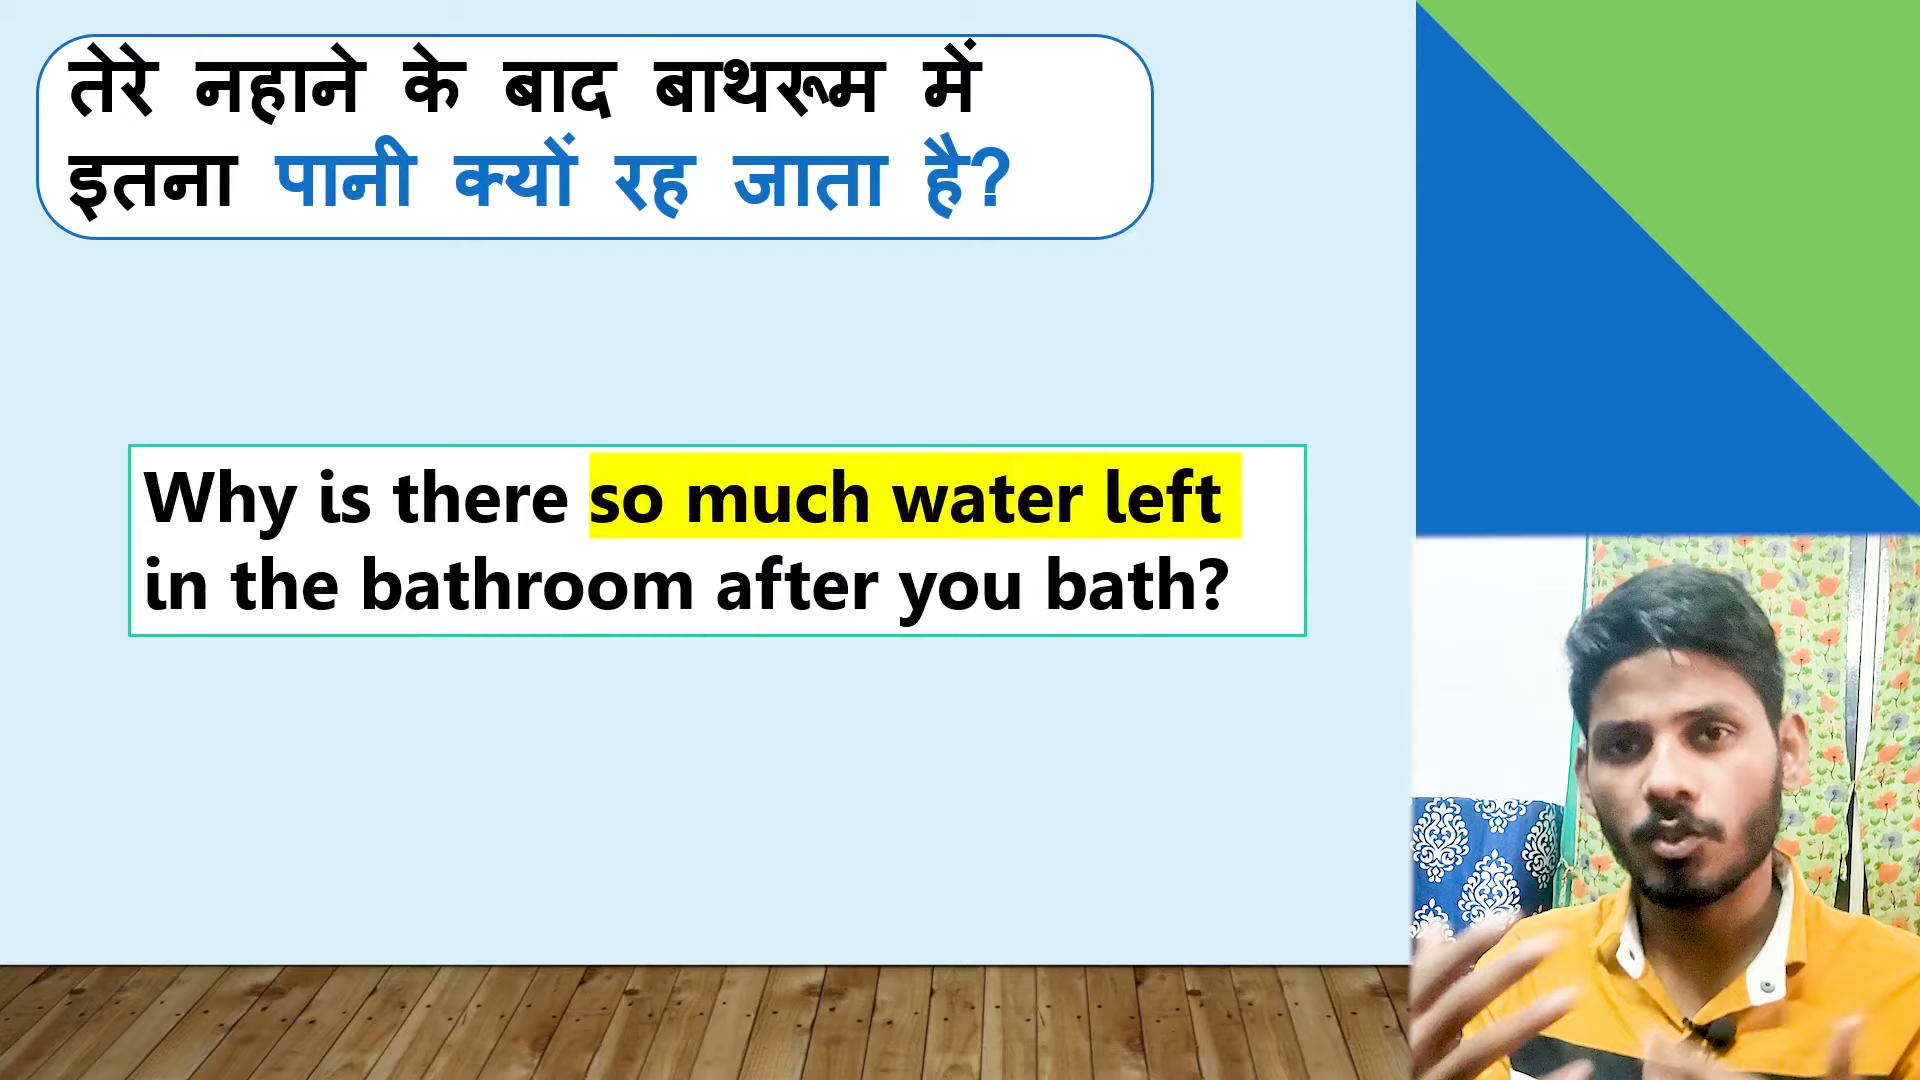 तेरे नहाने के बाद बाथरूम में
इतना पानी क्यों रह जाता है?
Why is there so much water left
in the bathroom after you bath?